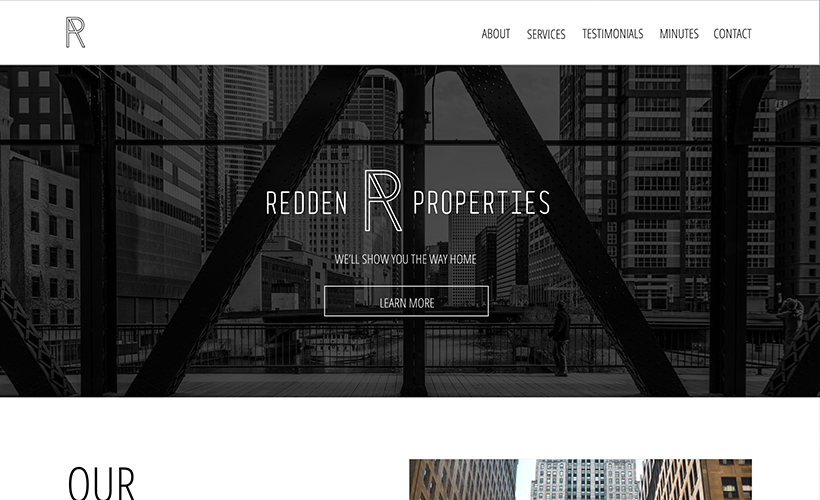 R
ABOUT SERVICES TESTIMONIALS MINUTES CONTACT
REDDEN R PROPERTIES
WE'LL SHOW YOU THE WAY HOME
LEARN MORE
OUR